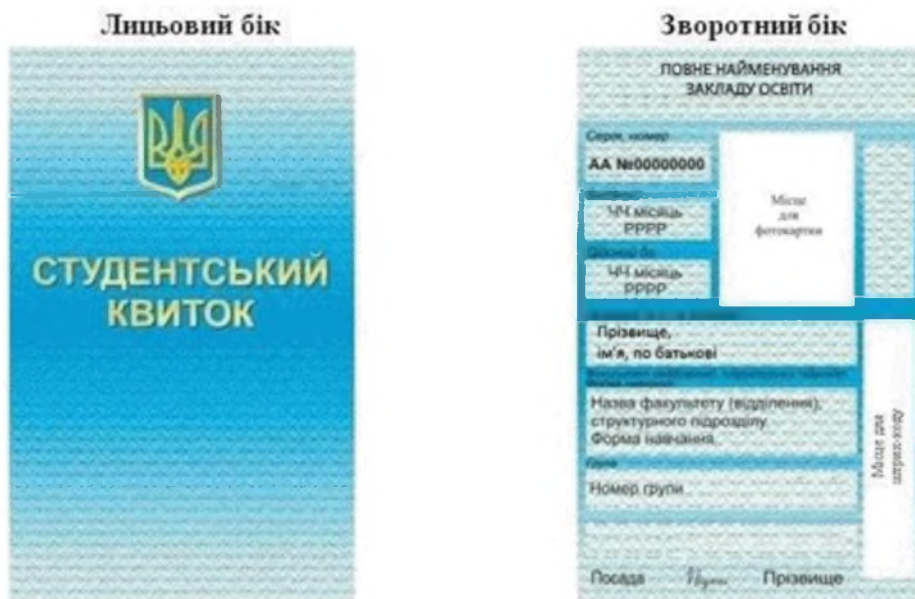 Лицьовий бік
СТУДЕНТСЬКИЙ
КВИТОК
Зворотний бік
ПОВНЕ НАЙМЕНУВАННЯ
ЗАКЛАДУ ОСВІТИ
Серія, номер
АА №00000000
ЧЧ місяць
РРРР
Дійсний до
ЧЧ місяць
РРРР
Місце
для
фотокартки
Прізвище,
ім'я, по батькові
Назва факультету (відділення),
структурного підрозділу
Форма навчання
Група
Номер групи
Місце для
штрих-коду
Посада
Прізвище